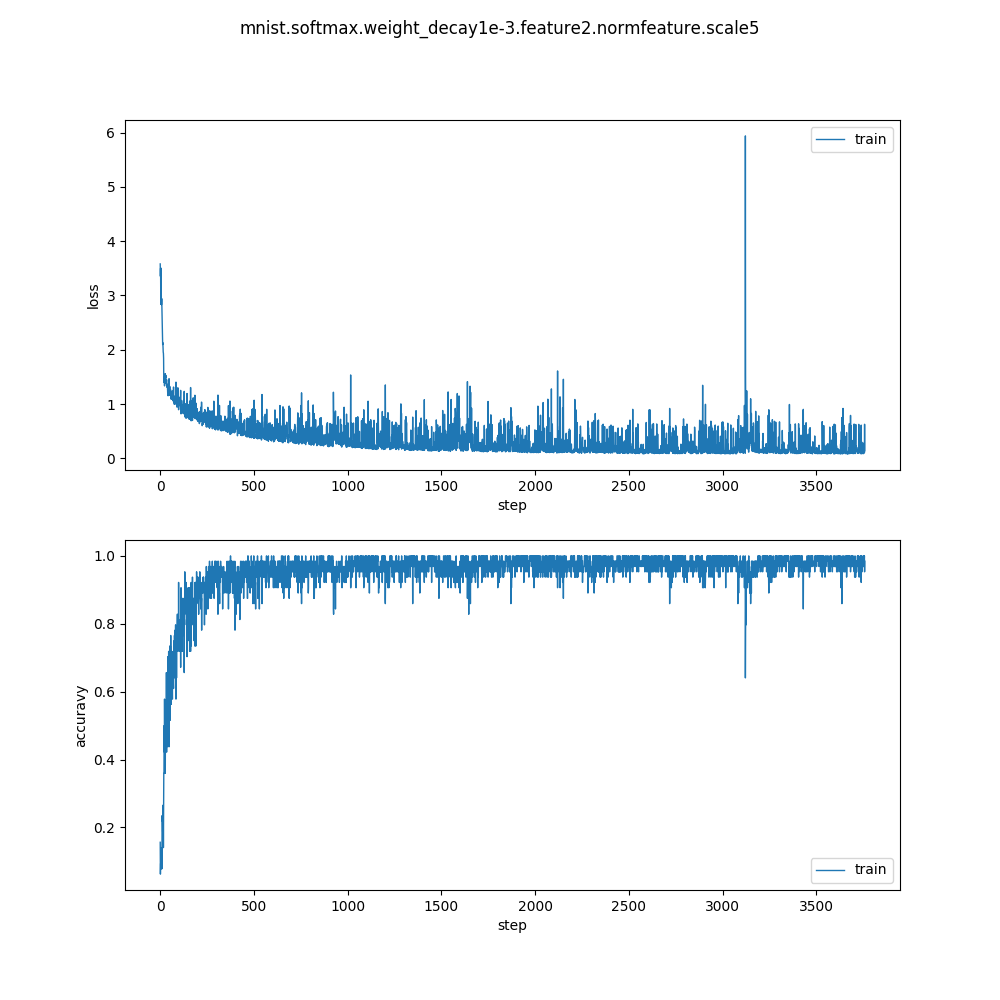 mnist.softmax.weight_decay1e-3.feature2.normfeature.scale5
6
5
4
3
2
1
0
loss
train
0 500 1000 1500 2000 2500 3000 3500
step
1.0
0.8
0.6
0.4
0.2
accuravy
train
0 500 1000 1500 2000 2500 3000 3500
step